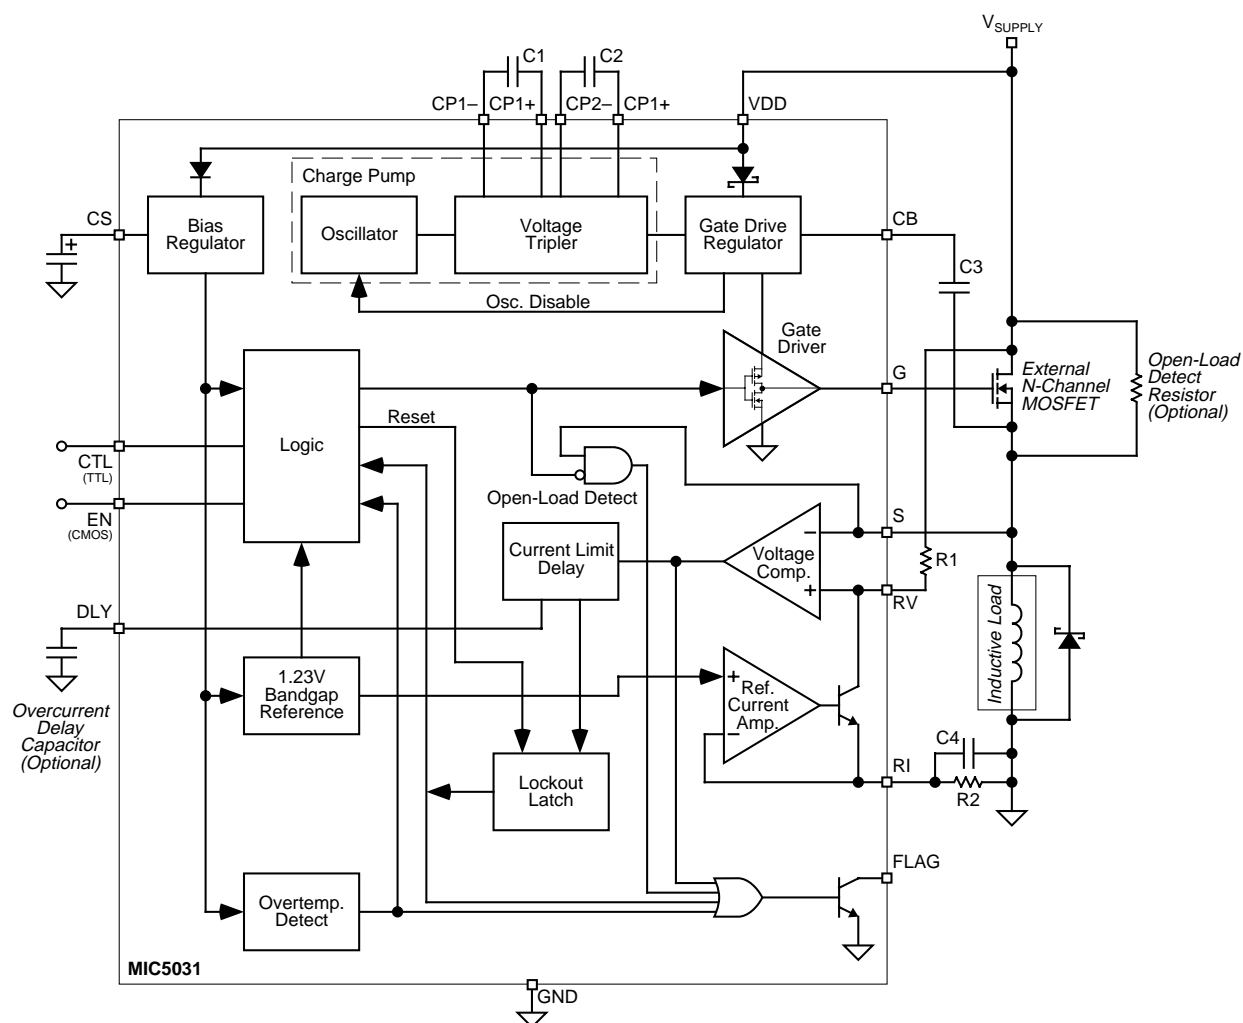 VSUPPLY
C1
C2
CP1– CP1+ CP2– CP1+
VDD
Charge Pump
CS
+
Bias
Regulator
Oscillator
Voltage
Tripler
Gate Drive
Regulator
CB
C3
Osc. Disable
Gate
Driver
External
N-Channel
MOSFET
Open-Load
Detect
Resistor
(Optional)
G
Reset
Logic
CTL
(TTL)
EN
(CMOS)
Open-Load Detect
S
R1
Current Limit
Delay
–
Voltage
Comp.
+
RV
DLY
Inductive Load
1.23V
Bandgap
Reference
+
Ref.
Current
Amp.
–
Overcurrent
Delay
Capacitor
(Optional)
C4
RI
R2
Lockout
Latch
FLAG
Overtemp.
Detect
MIC5031
GND